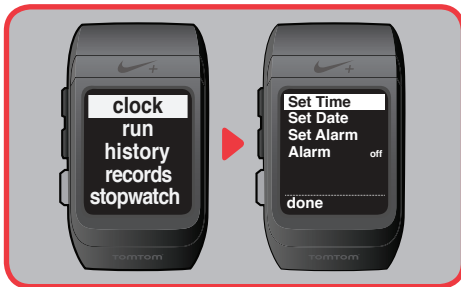 clock
run
history
records
stopwatch
TOMTOM
Set Time
Set Date
Set Alarm
Alarm off
done
TOMTOM